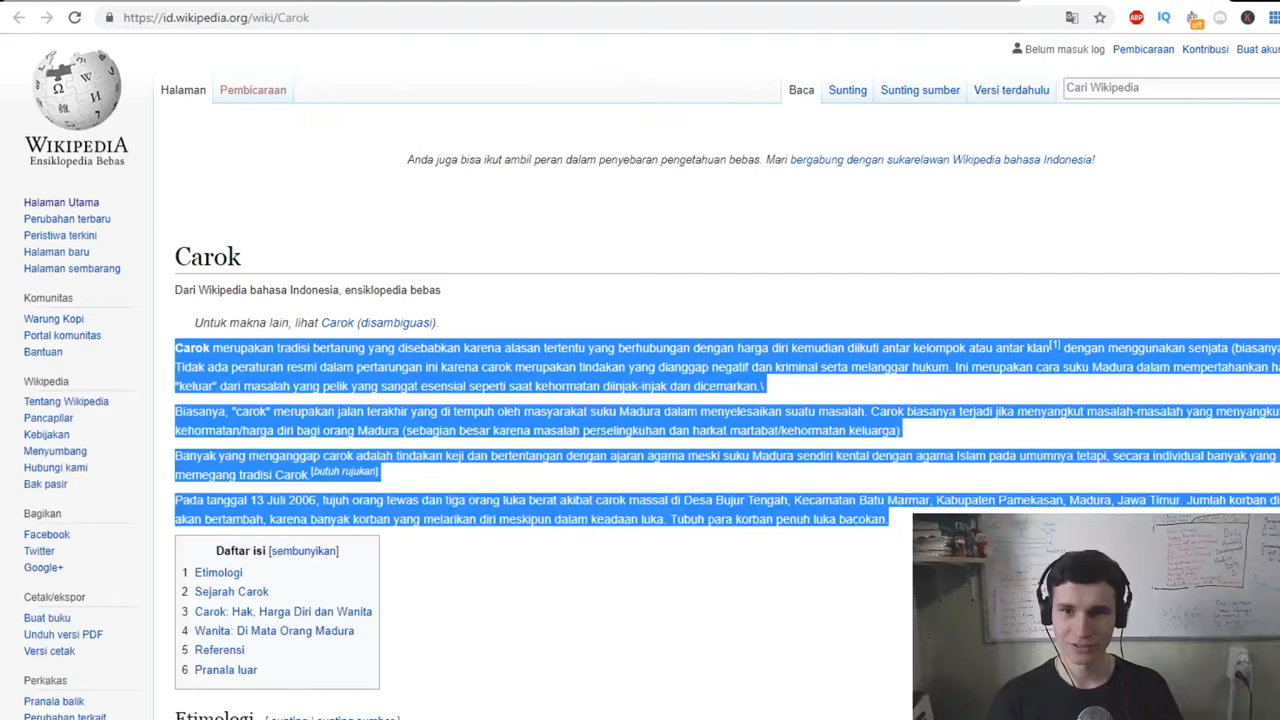 https://id.wikipedia.org/wiki/Carok
ABP
IQ
off
K
Belum masuk log Pembicaraan Kontribusi Buat akun
Halaman Pembicaraan Baca Sunting Sunting sumber Versi terdahulu Cari Wikipedia
WIKIPEDIA
Ensiklopedia Bebas
Anda juga bisa ikut ambil peran dalam penyebaran pengetahuan bebas. Mari bergabung dengan sukarelawan Wikipedia bahasa Indonesia!
Halaman Utama
Perubahan terbaru
Peristiwa terkini
Halaman baru
Halaman sembarang
Komunitas
Warung Kopi
Portal komunitas
Bantuan
Wikipedia
Tentang Wikipedia
Pancapilar
Kebijakan
Menyumbang
Hubungi kami
Bak pasir
Bagikan
Facebook
Twitter
Google+
Cetak/ekspor
Buat buku
Unduh versi PDF
Versi cetak
Perkakas
Pranala balik
Perubahan terkait
Carok
Dari Wikipedia bahasa Indonesia, ensiklopedia bebas
Untuk makna lain, lihat Carok (disambiguasi).
Carok merupakan tradisi bertarung yang disebabkan karena alasan tertentu yang berhubungan dengan harga diri kemudian diikuti antar kelompok atau antar klan[1] dengan menggunakan senjata (biasanya
Tidak ada peraturan resmi dalam pertarungan ini karena carok merupakan tindakan yang dianggap negatif dan kriminal serta melanggar hukum. Ini merupakan cara suku Madura dalam mempertahankan
"keluar" dari masalah yang pelik yang sangat esensial seperti saat kehormatan diinjak-injak dan dicemarkan.\
Biasanya, "carok" merupakan jalan terakhir yang di tempuh oleh masyarakat suku Madura dalam menyelesaikan suatu masalah. Carok biasanya terjadi jika menyangkut masalah-masalah yang menyangkut
kehormatan/harga diri bagi orang Madura (sebagian besar karena masalah perselingkuhan dan harkat martabat/kehormatan keluarga)
Banyak yang menganggap carok adalah tindakan keji dan bertentangan dengan ajaran agama meski suku Madura sendiri kental dengan agama Islam pada umumnya tetapi, secara individual banyak yang
memegang tradisi Carok.[butuh rujukan]
Pada tanggal 13 Juli 2006, tujuh orang tewas dan tiga orang luka berat akibat carok massal di Desa Bujur Tengah, Kecamatan Batu Marmar, Kabupaten Pamekasan, Madura, Jawa Timur. Jumlah korban
akan bertambah, karena banyak korban yang melarikan diri meskipun dalam keadaan luka. Tubuh para korban penuh luka bacokan.
Daftar isi [sembunyikan]
1 Etimologi
2 Sejarah Carok
3 Carok: Hak, Harga Diri dan Wanita
4 Wanita: Di Mata Orang Madura
5 Referensi
6 Pranala luar
Etimologi [ sunting | sunting sumber ]